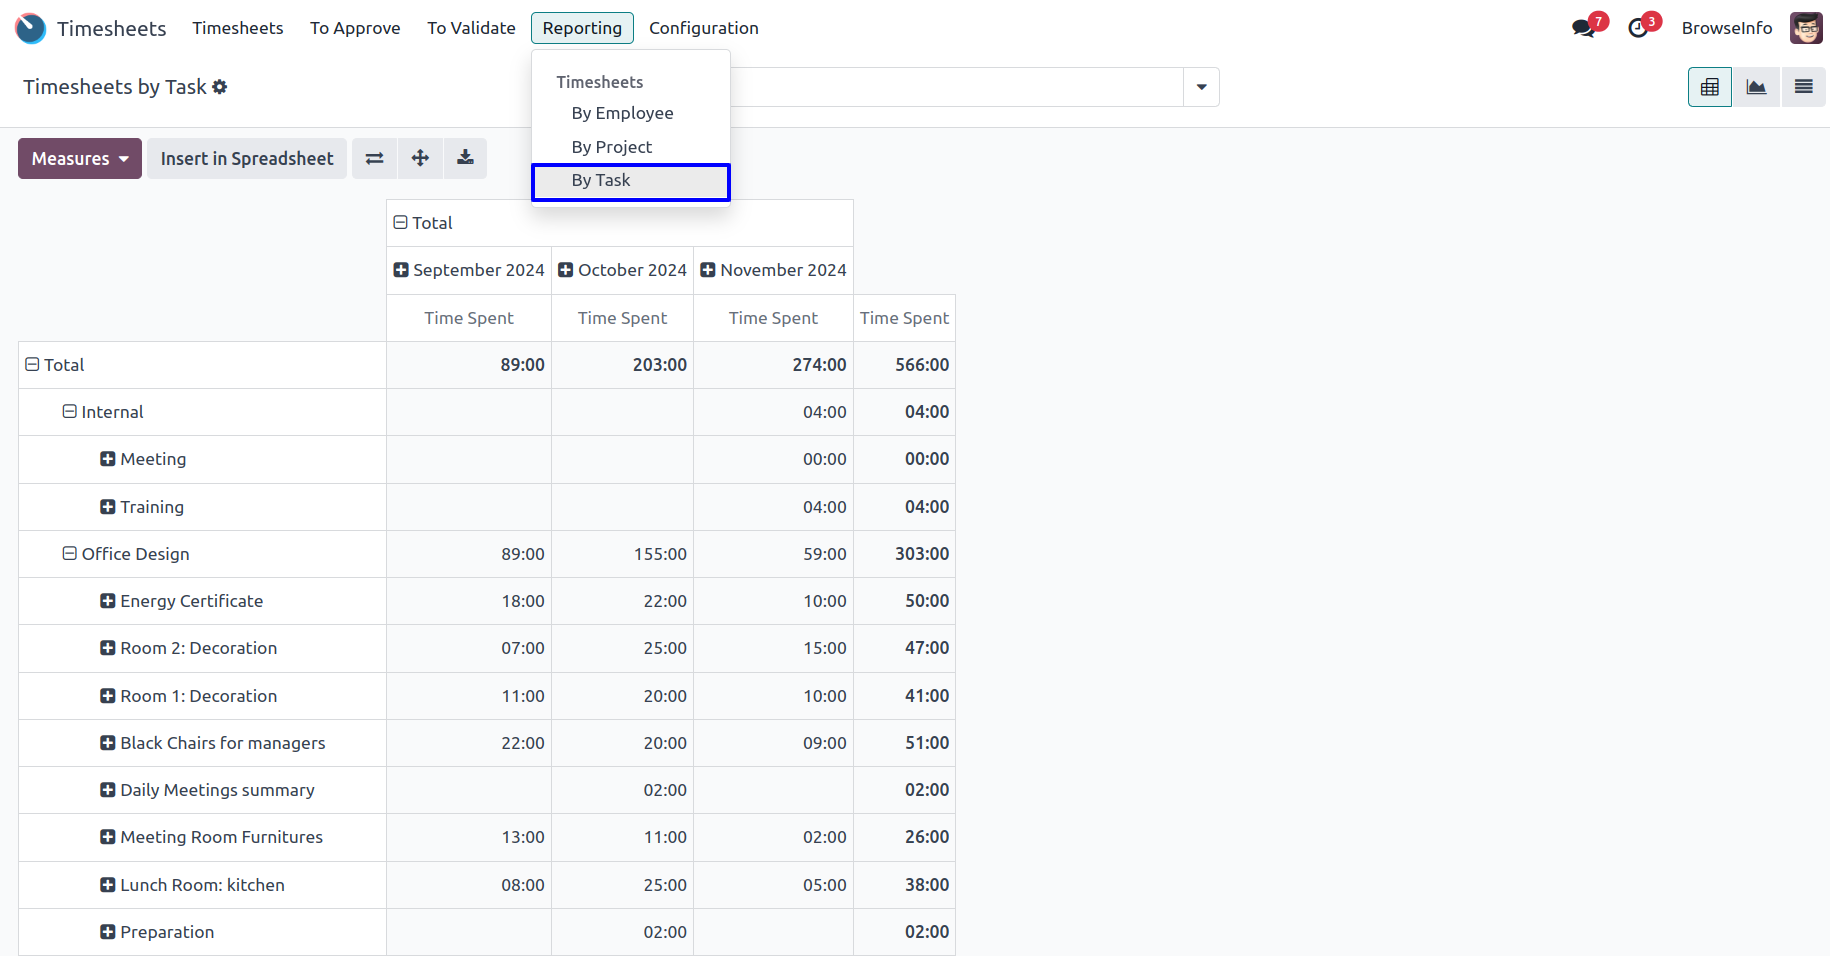 Timesheets Timesheets To Approve To Validate Reporting Configuration 7 3 BrowseInfo
Timesheets by Task
Timesheets
By Employee
By Project
By Task
Measures Insert in Spreadsheet
Total
September 2024 October 2024 November 2024
Time Spent Time Spent Time Spent Time Spent
Total 89:00 203:00 274:00 566:00
Internal 04:00 04:00
Meeting 00:00 00:00
Training 04:00 04:00
Office Design 89:00 155:00 59:00 303:00
Energy Certificate 18:00 22:00 10:00 50:00
Room 2: Decoration 07:00 25:00 15:00 47:00
Room 1: Decoration 11:00 20:00 10:00 41:00
Black Chairs for managers 22:00 20:00 09:00 51:00
Daily Meetings summary 02:00 02:00
Meeting Room Furnitures 13:00 11:00 02:00 26:00
Lunch Room: kitchen 08:00 25:00 05:00 38:00
Preparation 02:00 02:00